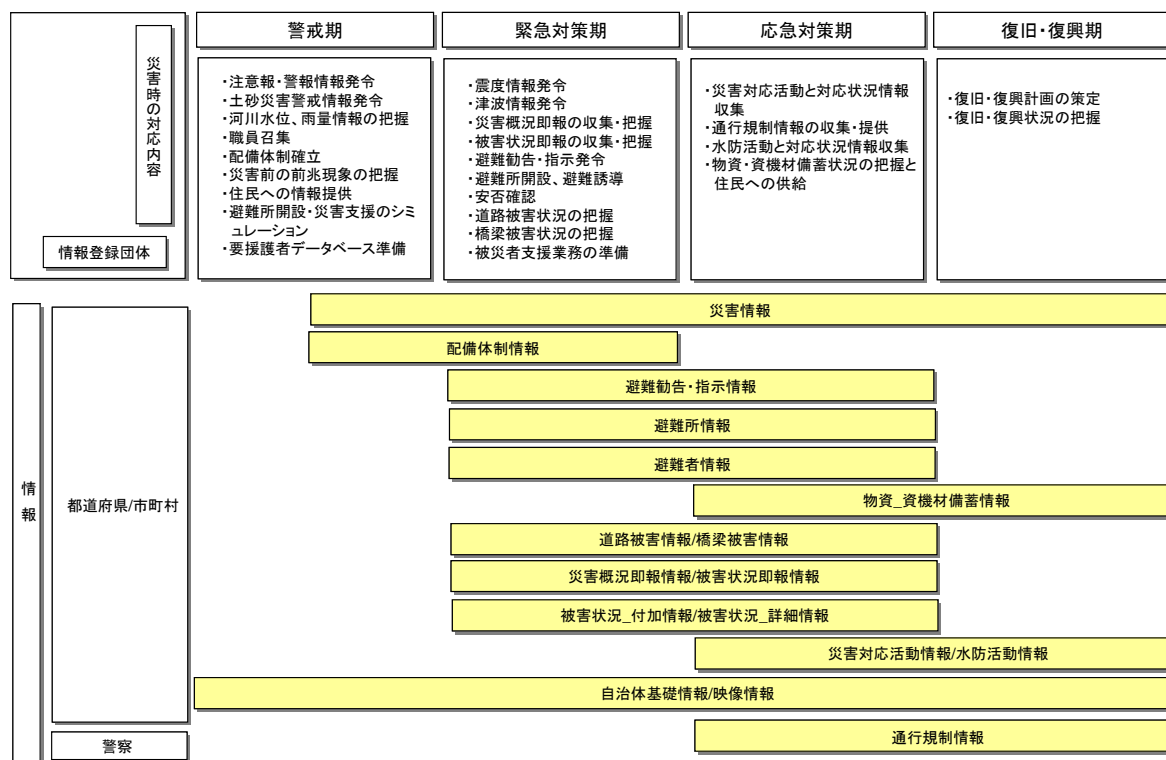 災害時の対応内容
情報登録団体
警戒期
・注意報・警報情報発令
・土砂災害警戒情報発令
・河川水位、雨量情報の把握
・職員召集
・配備体制確立
・災害前の前兆現象の把握
・住民への情報提供
・避難所開設・災害支援のシミ
ュレーション
・要援護者データベース準備
緊急対策期
・震度情報発令
・津波情報発令
・災害概況即報の収集・把握
・被害状況即報の収集・把握
・避難勧告・指示発令
・避難所開設、避難誘導
・安否確認
・道路被害状況の把握
・橋梁被害状況の把握
・被災者支援業務の準備
応急対策期
・災害対応活動と対応状況情報
収集
・通行規制情報の収集・提供
・水防活動と対応状況情報収集
・物資・資機材備蓄状況の把握と
住民への供給
復旧・復興期
・復旧・復興計画の策定
・復旧・復興状況の把握
情報
都道府県/市町村
災害情報
配備体制情報
避難勧告・指示情報
避難所情報
避難者情報
物資_資機材備蓄情報
道路被害情報/橋梁被害情報
災害概況即報情報/被害状況即報情報
被害状況_付加情報/被害状況_詳細情報
災害対応活動情報/水防活動情報
自治体基礎情報/映像情報
警察
通行規制情報